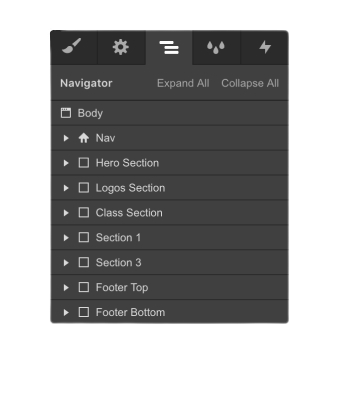 Navigator Expand All Collapse All
Body
Nav
Hero Section
Logos Section
Class Section
Section 1
Section 3
Footer Top
Footer Bottom